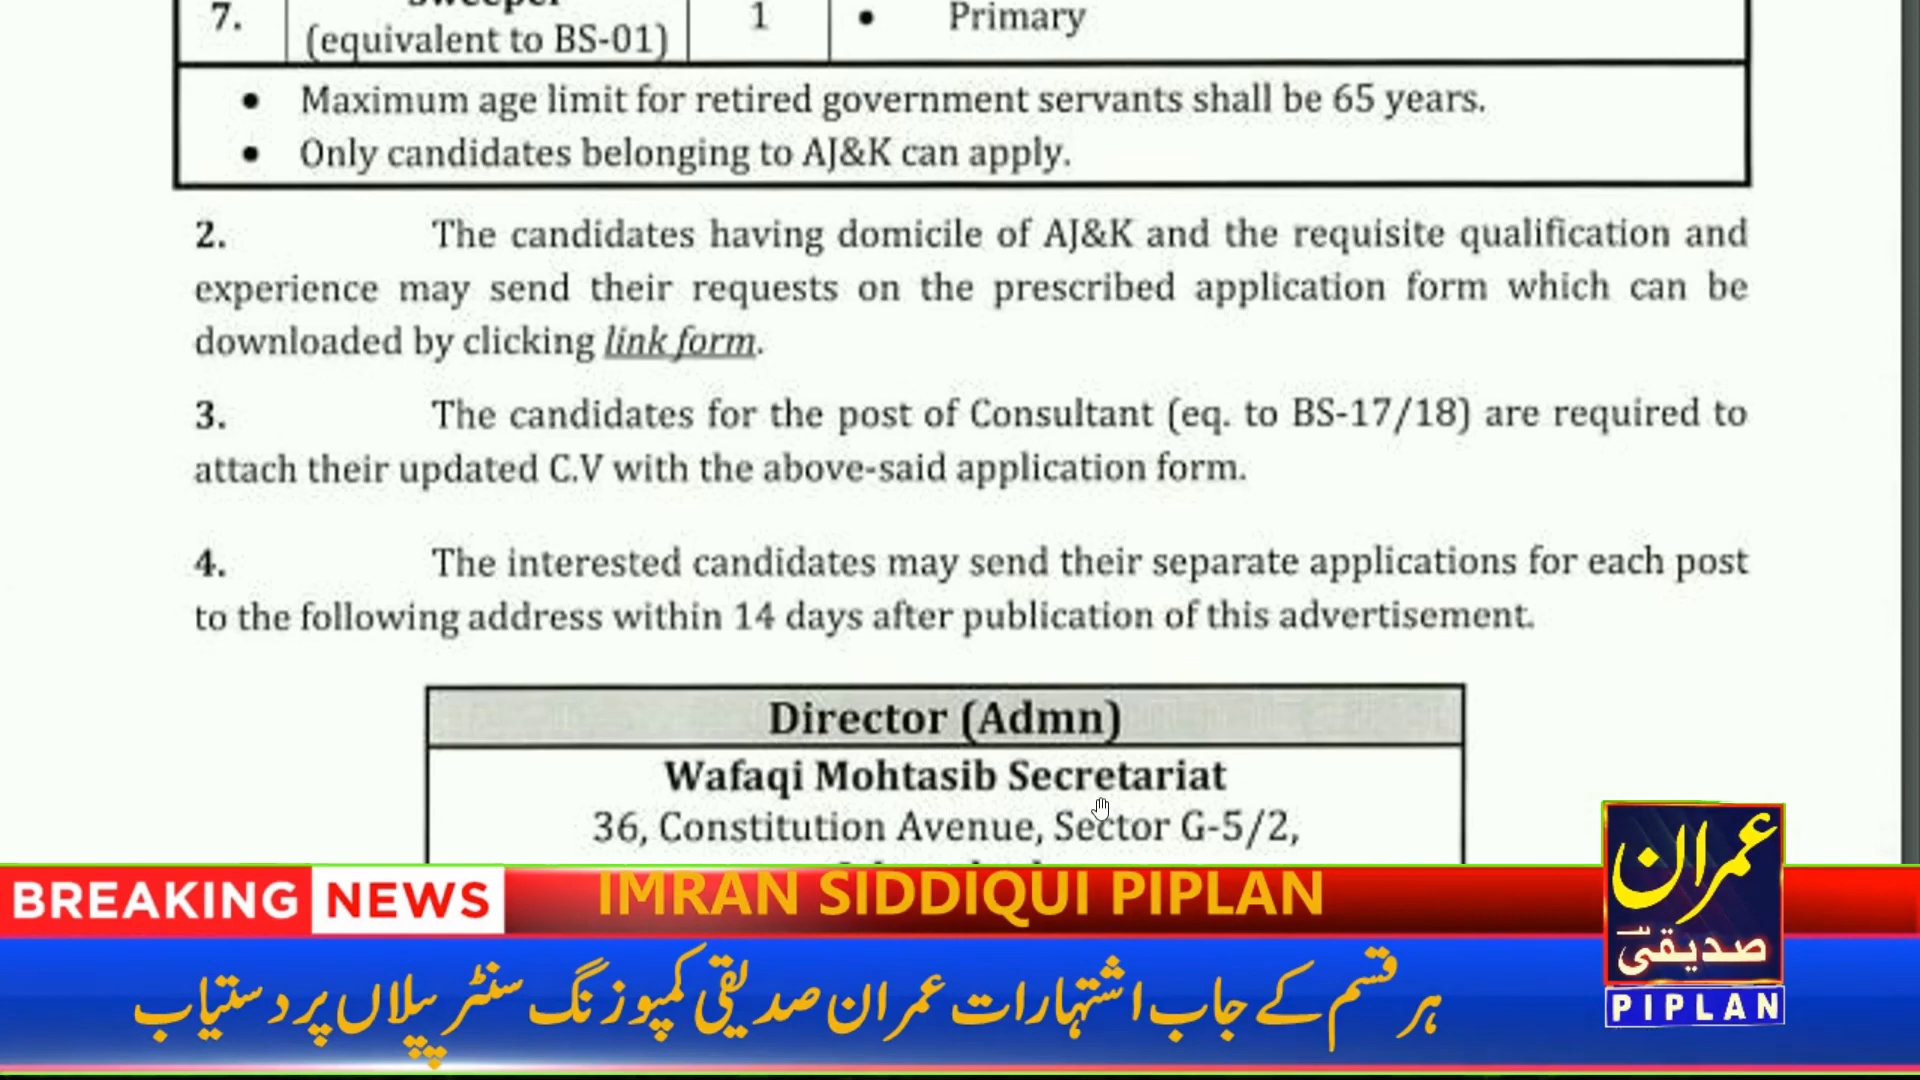 7.
Sweeper
(equivalent to BS-01)
1
• Primary
• Maximum age limit for retired government servants shall be 65 years.
• Only candidates belonging to AJ&K can apply.
2. The candidates having domicile of AJ&K and the requisite qualification and
experience may send their requests on the prescribed application form which can be
downloaded by clicking link form.
3. The candidates for the post of Consultant (eq. to BS-17/18) are required to
attach their updated C.V with the above-said application form.
4. The interested candidates may send their separate applications for each post
to the following address within 14 days after publication of this advertisement.
Director (Admn)
Wafaqi Mohtasib Secretariat
36, Constitution Avenue, Sector G-5/2,
BREAKING NEWS
IMRAN SIDDIQUI PIPLAN
ہر قسم کے جاب اشتہارات عمران صدیقی کمپوزنگ سنٹر پپلاں پر دستیاب
عمران
صدیقی
PIPLAN